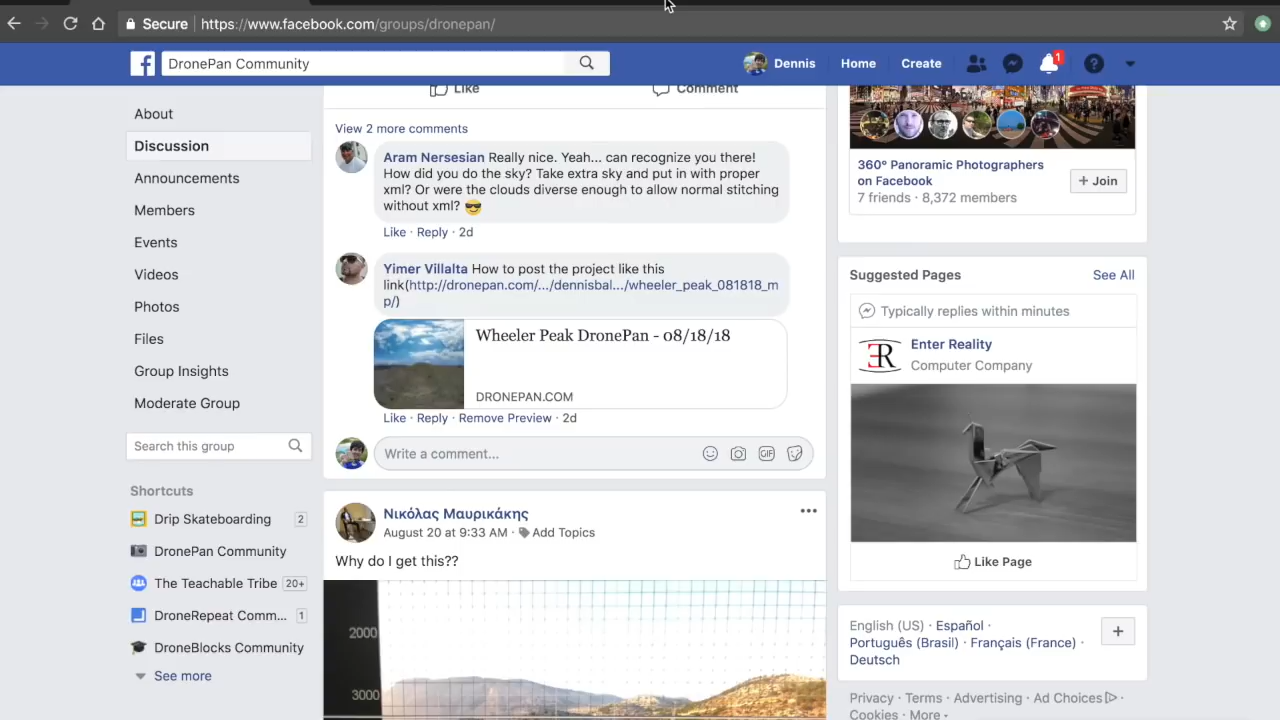 Secure
https://www.facebook.com/groups/dronepan/
DronePan Community
Dennis
Home
Create
1
About
Discussion
Announcements
Members
Events
Videos
Photos
Files
Group Insights
Moderate Group
Search this group
Shortcuts
Drip Skateboarding 2
DronePan Community
The Teachable Tribe 20+
DroneRepeat Comm... 1
DroneBlocks Community
See more
Like
Comment
View 2 more comments
Aram Nersesian Really nice. Yeah... can recognize you there!
How did you do the sky? Take extra sky and put in with proper
xml? Or were the clouds diverse enough to allow normal stitching
without xml? 😎
Like · Reply · 2d
Yimer Villalta How to post the project like this
link(http://dronepan.com/.../dennisbal.../wheeler_peak_081818_m
p/)
Wheeler Peak DronePan - 08/18/18
DRONEPAN.COM
Like · Reply · Remove Preview · 2d
Write a comment...
GIF
Νικόλας Μαυρικάκης
August 20 at 9:33 AM · Add Topics
Why do I get this??
2000
3000
360° Panoramic Photographers
on Facebook
7 friends · 8,372 members
+ Join
Suggested Pages
See All
Typically replies within minutes
Enter Reality
Computer Company
Like Page
English (US) · Español ·
Português (Brasil) · Français (France) ·
Deutsch
+
Privacy · Terms · Advertising · Ad Choices ·
Cookies · More